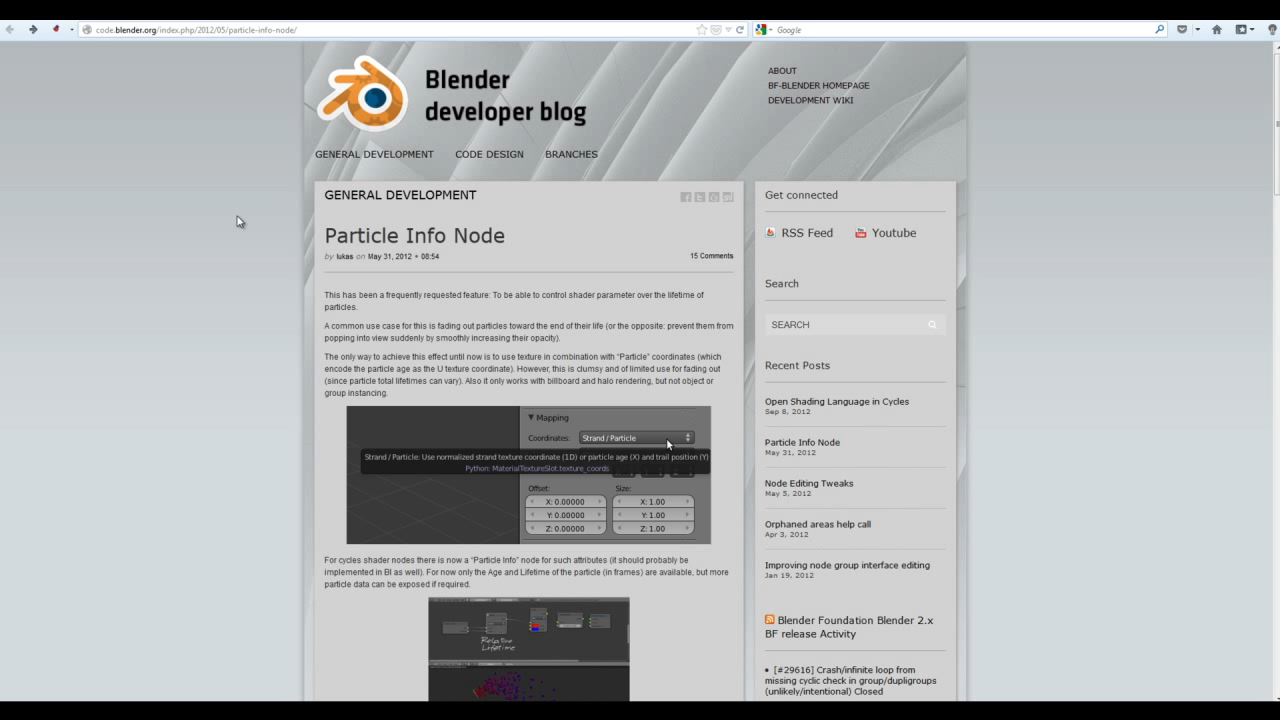 code.blender.org/index.php/2012/05/particle-info-node/
Google
Blender
developer blog
ABOUT
BF-BLENDER HOMEPAGE
DEVELOPMENT WIKI
GENERAL DEVELOPMENT CODE DESIGN BRANCHES
GENERAL DEVELOPMENT
Particle Info Node
by lukas on May 31, 2012 • 08:54
15 Comments
This has been a frequently requested feature: To be able to control shader parameter over the lifetime of
particles.
A common use case for this is fading out particles toward the end of their life (or the opposite: prevent them from
popping into view suddenly by smoothly increasing their opacity).
The only way to achieve this effect until now is to use texture in combination with “Particle” coordinates (which
encode the particle age as the U texture coordinate). However, this is clumsy and of limited use for fading out
(since particle total lifetimes can vary). Also it only works with billboard and halo rendering, but not object or
group instancing.
Mapping
Coordinates: Strand / Particle
Strand / Particle: Use normalized strand texture coordinate (1D) or particle age (X) and trail position (Y)
Python: MaterialTextureSlot.texture_coords
Offset: Size:
X: 0.00000 X: 1.00
Y: 0.00000 Y: 1.00
Z: 0.00000 Z: 1.00
For cycles shader nodes there is now a “Particle Info” node for such attributes (it should probably be
implemented in BI as well). For now only the Age and Lifetime of the particle (in frames) are available, but more
particle data can be exposed if required.
Lifetime
Get connected
RSS Feed Youtube
Search
SEARCH
Recent Posts
Open Shading Language in Cycles
Sep 8, 2012
Particle Info Node
May 31, 2012
Node Editing Tweaks
May 5, 2012
Orphaned areas help call
Apr 3, 2012
Improving node group interface editing
Jan 19, 2012
Blender Foundation Blender 2.x
BF release Activity
• [#29616] Crash/infinite loop from
missing cyclic check in group/dupligroups
(unlikely/intentional) Closed